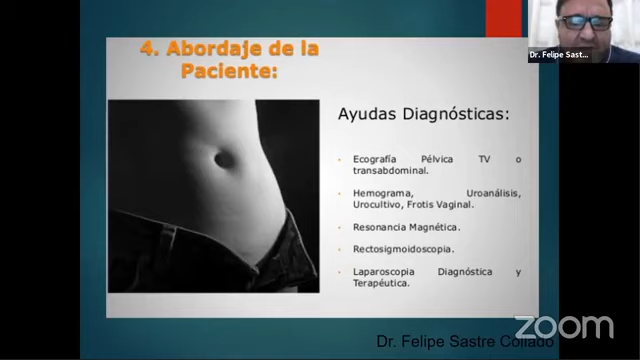 4. Abordaje de la
Paciente:
Dr. Felipe Sast...
Ayudas Diagnósticas:
Ecografía Pélvica TV o
transabdominal.
Hemograma, Uroanálisis,
Urocultivo, Frotis Vaginal.
Resonancia Magnética.
Rectosigmoidoscopia.
Laparoscopia Diagnóstica y
Terapéutica.
zoom
Dr. Felipe Sastre Collado